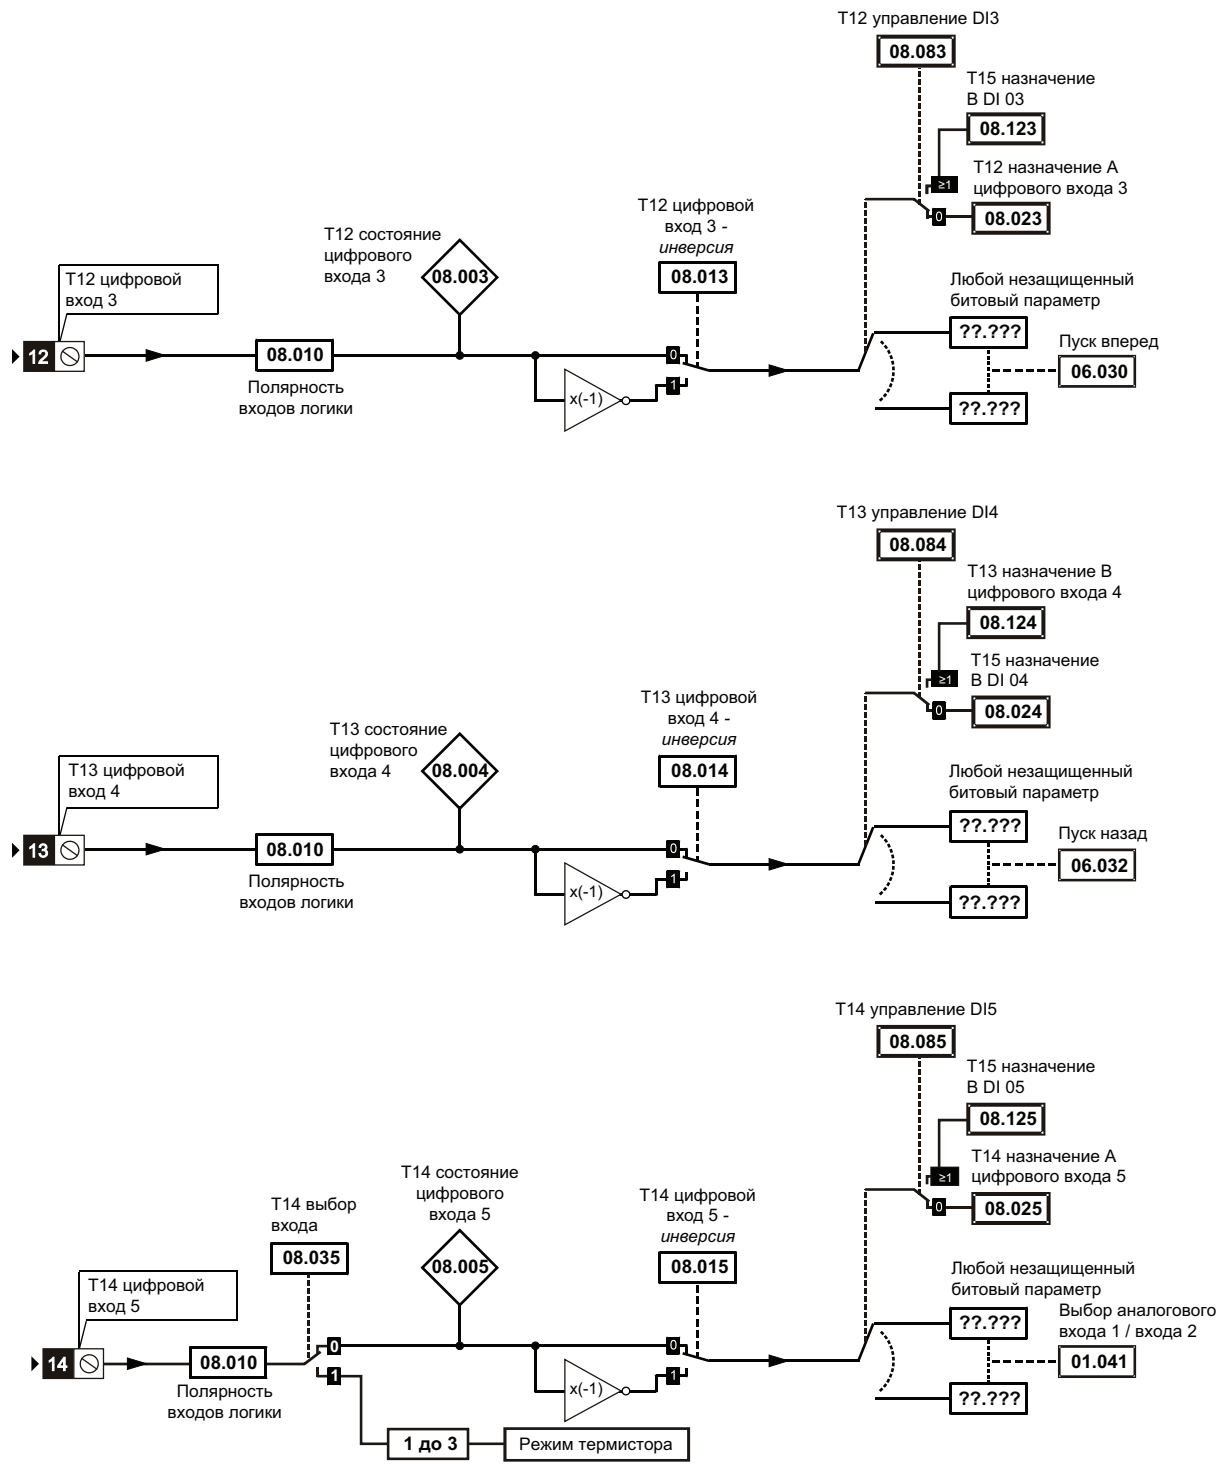 T12 управление DI3
08.083
T15 назначение
B DI 03
08.123
≥1
T12 назначение A
цифрового входа 3
0
08.023
T12 цифровой
вход 3 -
инверсия
08.013
T12 состояние
цифрового
входа 3
08.003
T12 цифровой
вход 3
12
08.010
Полярность
входов логики
0
1
x(-1)
Любой незащищенный
битовый параметр
??.???
Пуск вперед
06.030
??.???
T13 управление DI4
08.084
T13 назначение B
цифрового входа 4
08.124
≥1
T15 назначение
B DI 04
0
08.024
T13 цифровой
вход 4 -
инверсия
08.014
T13 состояние
цифрового
входа 4
08.004
T13 цифровой
вход 4
13
08.010
Полярность
входов логики
0
1
x(-1)
Любой незащищенный
битовый параметр
??.???
Пуск назад
06.032
??.???
T14 управление DI5
08.085
T15 назначение
B DI 05
08.125
≥1
T14 назначение A
цифрового входа 5
0
08.025
T14 цифровой
вход 5 -
инверсия
08.015
T14 состояние
цифрового
входа 5
08.005
T14 выбор
входа
08.035
T14 цифровой
вход 5
14
08.010
Полярность
входов логики
0
1
0
1
x(-1)
Любой незащищенный
битовый параметр
??.???
Выбор аналогового
входа 1 / входа 2
01.041
??.???
1 до 3
Режим термистора